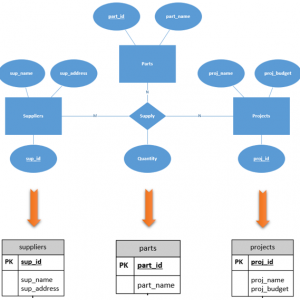 part_id
part_name
Parts
sup_name
sup_address
proj_name
proj_budget
Suppliers
M
Supply
N
Projects
sup_id
Quantity
proj_id
suppliers
parts
projects
PK
sup_id
PK
part_id
PK
proj_id
sup_name
sup_address
part_name
proj_name
proj_budget